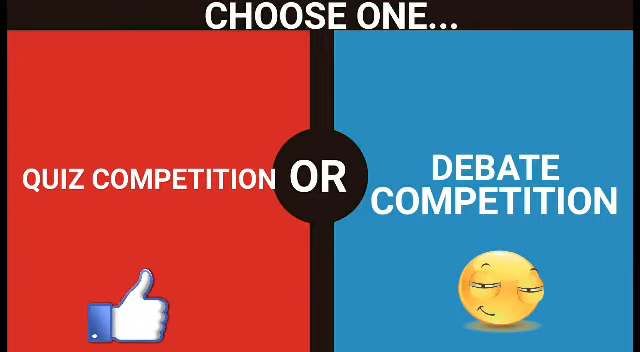 CHOOSE ONE...
QUIZ COMPETITION
OR
DEBATE
COMPETITION